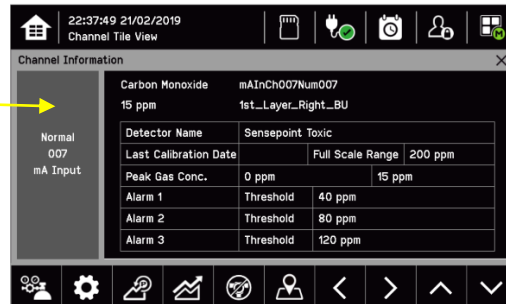 22:37:49 21/02/2019
Channel Tile View
Channel Information
Carbon Monoxide mAInCh007Num007
15 ppm 1st_Layer_Right_BU
Normal
007
mA Input
Detector Name Sensepoint Toxic
Last Calibration Date Full Scale Range 200 ppm
Peak Gas Conc. 0 ppm 15 ppm
Alarm 1 Threshold 40 ppm
Alarm 2 Threshold 80 ppm
Alarm 3 Threshold 120 ppm